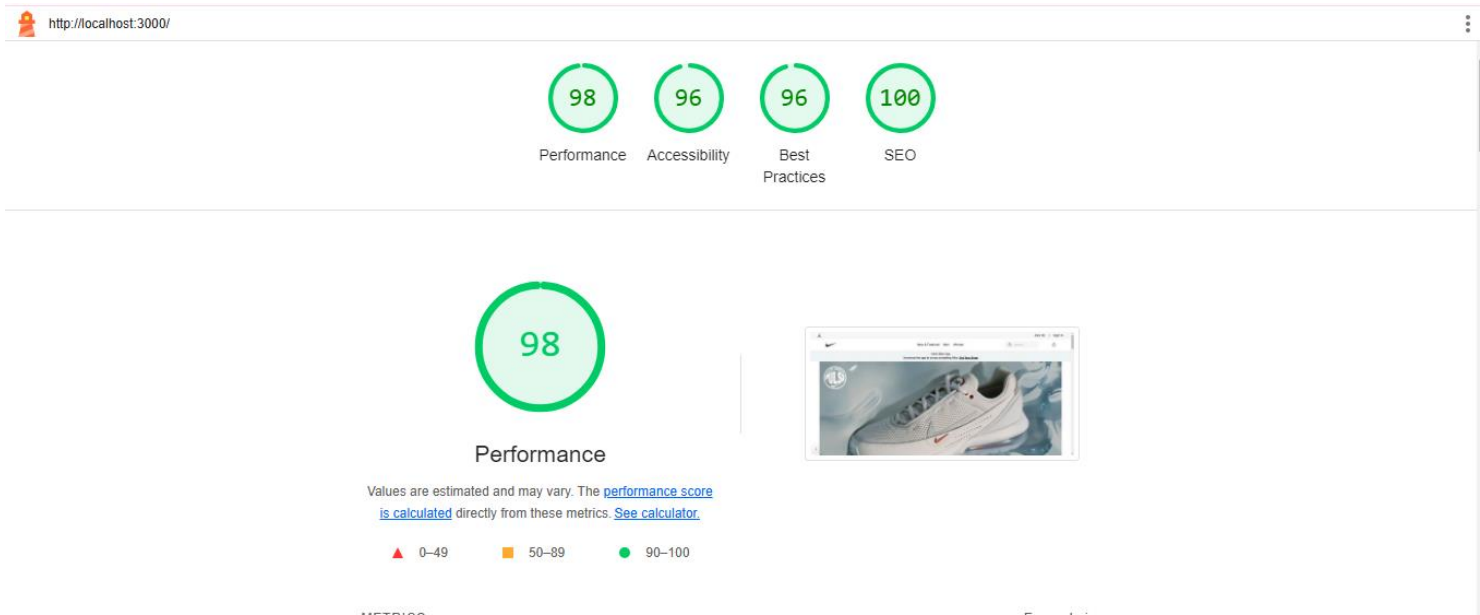 http://localhost:3000/
98
96
96
100
Performance
Accessibility
Best
Practices
SEO
98
Performance
Values are estimated and may vary. The performance score
is calculated directly from these metrics. See calculator.
0–49
50–89
90–100
METRICS